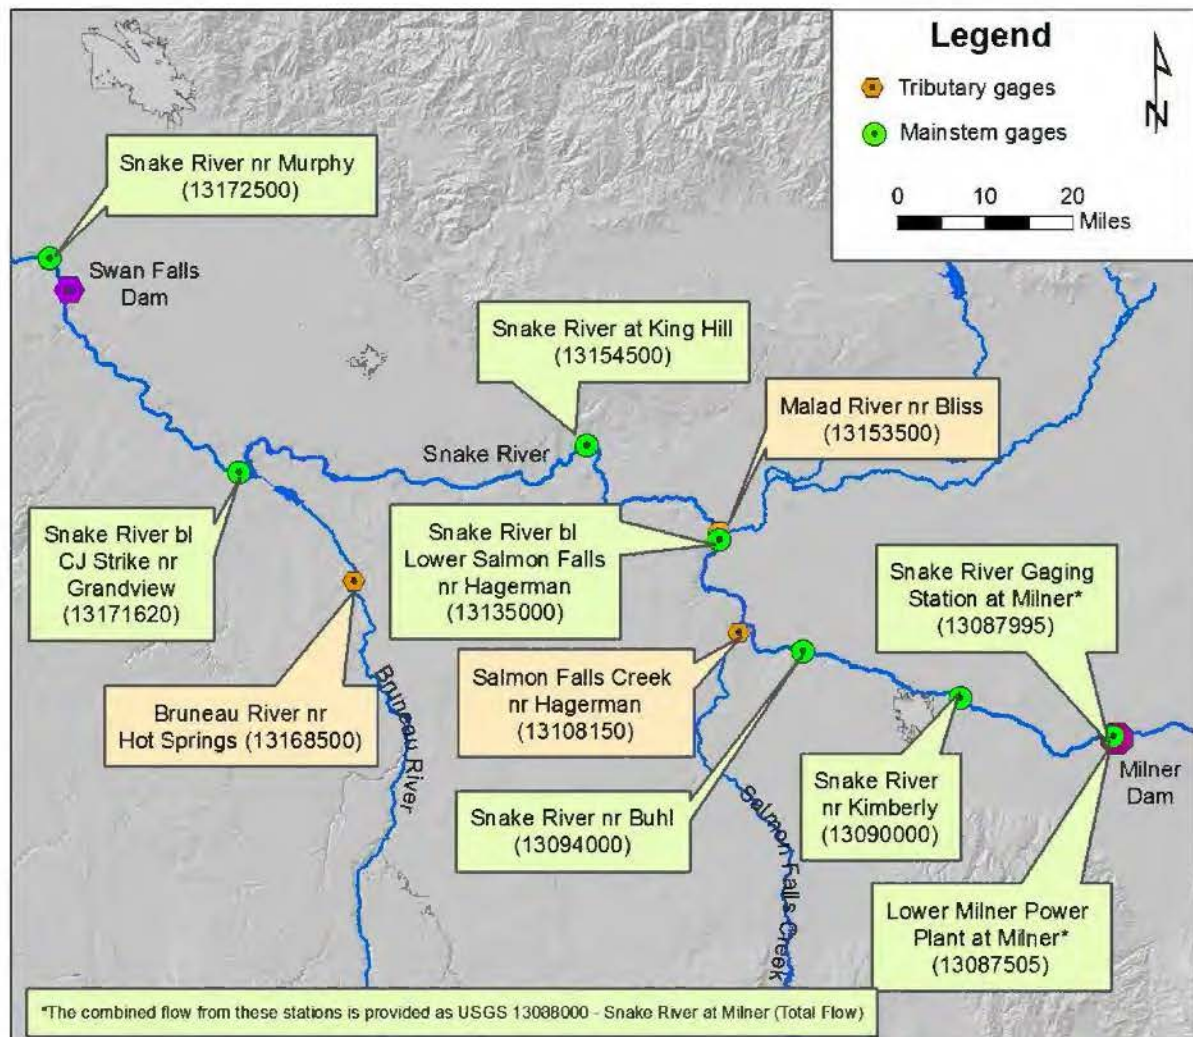 Legend
Tributary gages
Mainstem gages
N
0 10 20
Miles
Snake River nr Murphy
(13172500)
Swan Falls
Dam
Snake River at King Hill
(13154500)
Malad River nr Bliss
(13153500)
Snake River
Snake River bl
CJ Strike nr
Grandview
(13171620)
Snake River bl
Lower Salmon Falls
nr Hagerman
(13135000)
Snake River Gaging
Station at Milner*
(13087995)
Bruneau River nr
Hot Springs (13168500)
Bruneau River
Salmon Falls Creek
nr Hagerman
(13108150)
Snake River nr Buhl
(13094000)
Salmon Falls Creek
Snake River
nr Kimberly
(13090000)
Milner
Dam
Lower Milner Power
Plant at Milner*
(13087505)
*The combined flow from these stations is provided as USGS 13088000 - Snake River at Milner (Total Flow)